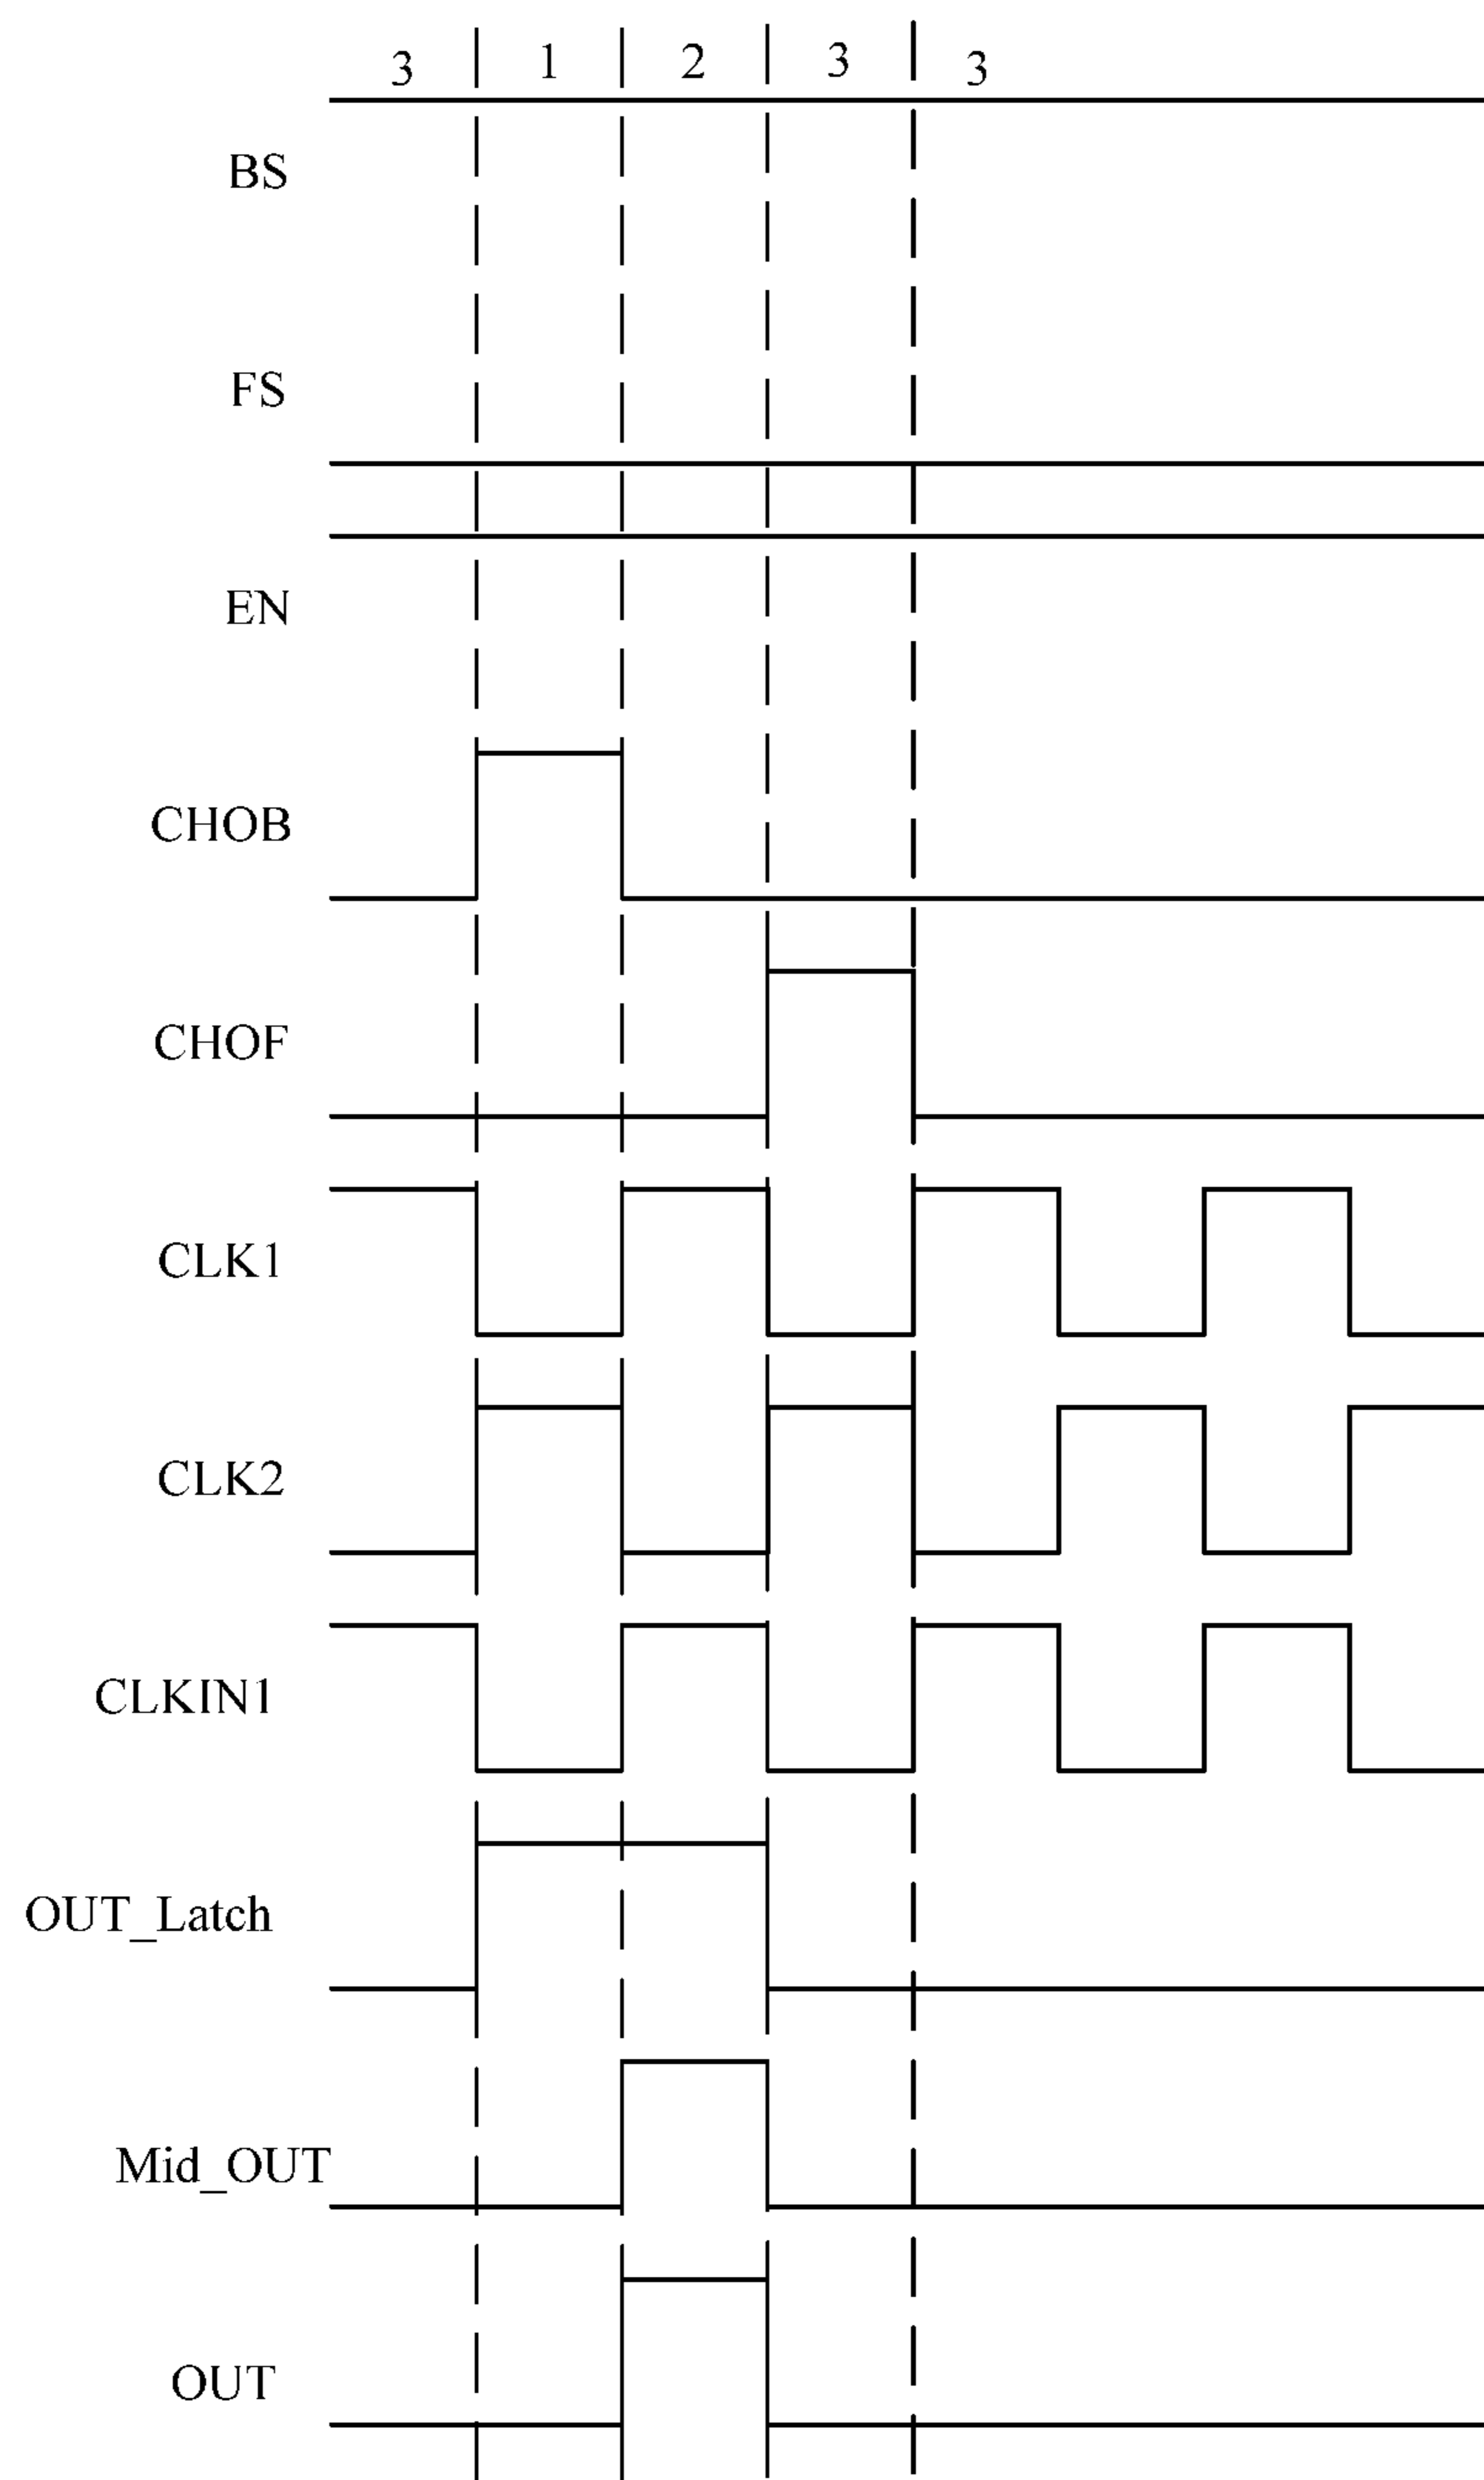 3 1 2 3 3
BS
FS
EN
CHOB
CHOF
CLK1
CLK2
CLKIN1
OUT_Latch
Mid_OUT
OUT